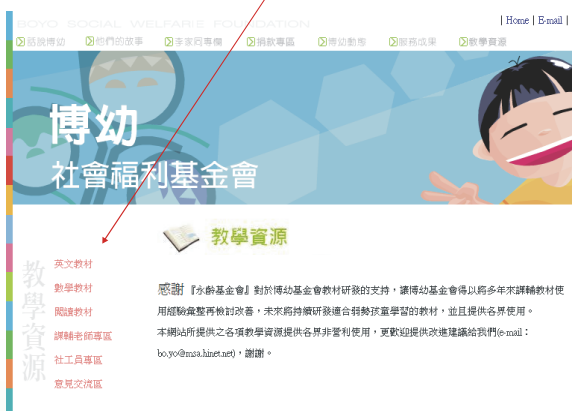 BOYO SOCIAL WELFARIE FOUNDATION
| Home | E-mail |
話說博幼 他們的故事 李家同專欄 捐款專區 博幼動態 服務成果 教學資源
博幼
社會福利基金會
教學資源
教學資源
英文教材
數學教材
閱讀教材
課輔老師專區
社工員專區
意見交流區
感謝『永齡基金會』對於博幼基金會教材研發的支持，讓博幼基金會得以將多年來課輔教材使
用經驗彙整再檢討改善，未來將持續研發適合弱勢孩童學習的教材，並且提供各界使用。
本網站所提供之各項教學資源提供各界非營利使用，更歡迎提供改進建議給我們(e-mail：
bo.yo@msa.hinet.net)，謝謝。